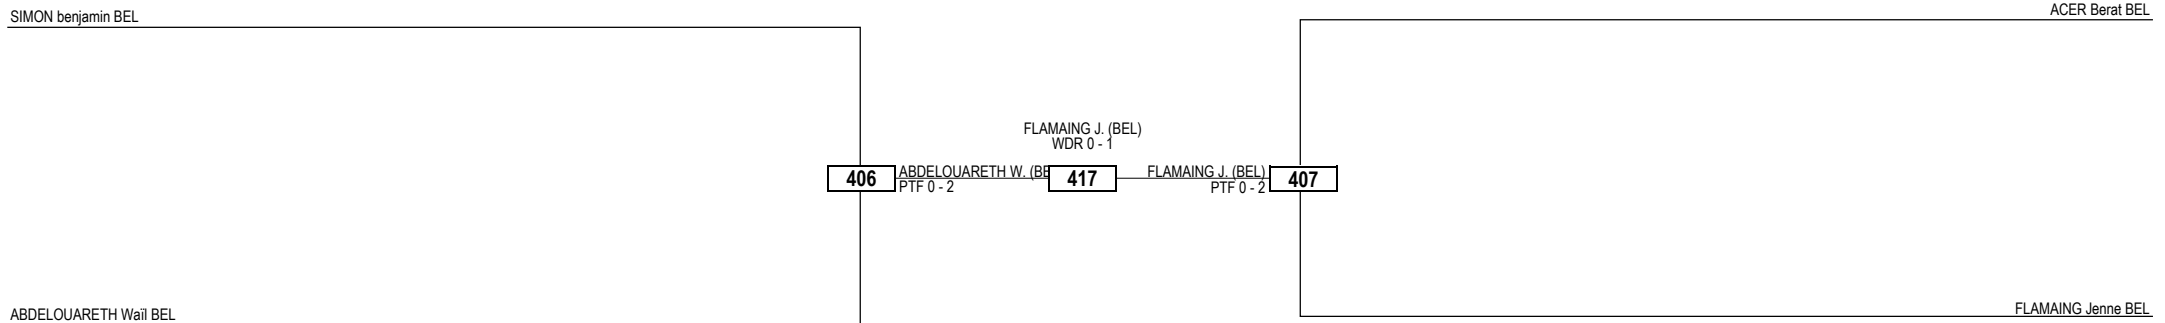 SIMON benjamin BEL
ACER Berat BEL
FLAMAING J. (BEL)
WDR 0 - 1
406
ABDELOUARETH W. (BE
PTF 0 - 2
417
FLAMAING J. (BEL)
PTF 0 - 2
407
ABDELOUARETH Waïl BEL
FLAMAING Jenne BEL